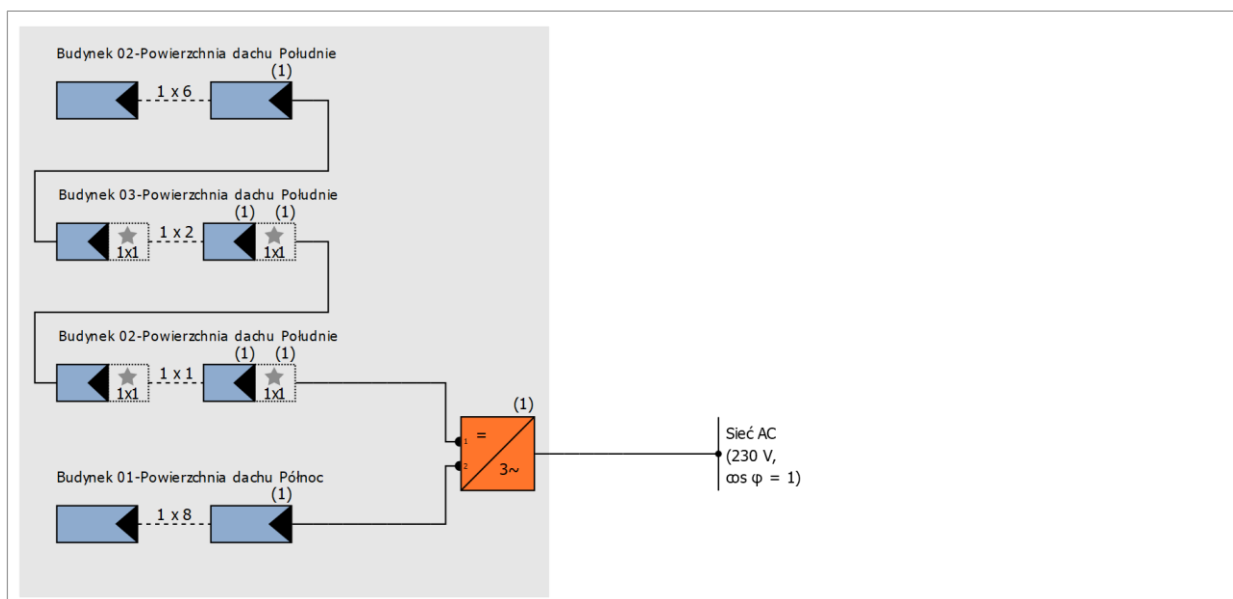 Budynek 02-Powierzchnia dachu Południe
(1)
1 x 6
Budynek 03-Powierzchnia dachu Południe
(1) (1)
1x1 1 x 2 1x1
Budynek 02-Powierzchnia dachu Południe
(1) (1)
1x1 1 x 1 1x1
(1)
1 =
2 3~
Sieć AC
(230 V,
cos φ = 1)
Budynek 01-Powierzchnia dachu Północ
(1)
1 x 8